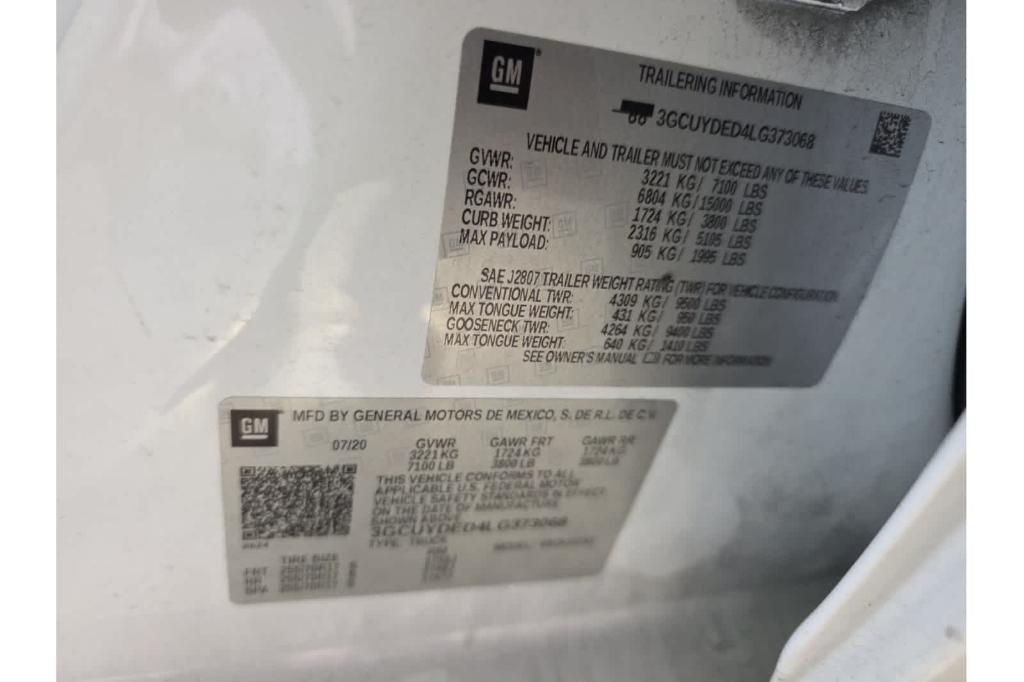 GM
TRAILERING INFORMATION
3GCUYDED4LG373068
VEHICLE AND TRAILER MUST NOT EXCEED ANY OF THESE VALUES
GVWR: 3221 KG/ 7100 LBS
GCWR: 6804 KG/15000 LBS
RGAWR: 1724 KG/ 3800 LBS
CURB WEIGHT: 2316 KG/ 5105 LBS
MAX PAYLOAD: 905 KG/ 1995 LBS
SAE J2807 TRAILER WEIGHT RATING (TWR) FOR VEHICLE CONFIGURATION
CONVENTIONAL TWR: 4309 KG/ 9500 LBS
MAX TONGUE WEIGHT: 431 KG/ 950 LBS
GOOSENECK TWR: 4264 KG/ 9400 LBS
MAX TONGUE WEIGHT: 640 KG/ 1410 LBS
SEE OWNER'S MANUAL FOR MORE INFORMATION
GM
MFD BY GENERAL MOTORS DE MEXICO, S. DE R.L. DE C.V.
07/20 GVWR GAWR FRT GAWR RR
3221 KG 1724 KG 1724 KG
7100 LB 3800 LB 3800 LB
THIS VEHICLE CONFORMS TO ALL
APPLICABLE U.S. FEDERAL MOTOR
VEHICLE SAFETY STANDARDS IN EFFECT
ON THE DATE OF MANUFACTURE
SHOWN ABOVE
3GCUYDED4LG373068
TYPE: TRUCK MODEL:
TIRE SIZE RIM
FRT
RR
SPA